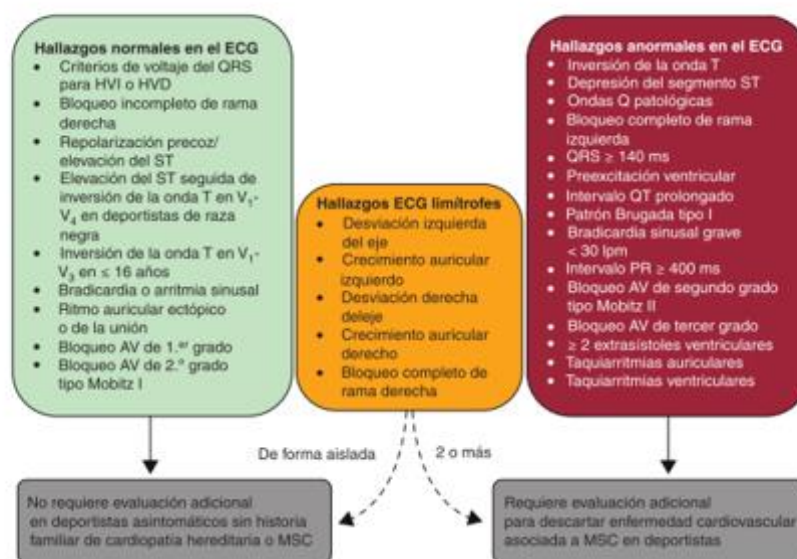 Hallazgos normales en el ECG
• Criterios de voltaje del QRS
para HVI o HVD
• Bloqueo incompleto de rama
derecha
• Repolarización precoz/
elevación del ST
• Elevación del ST seguida de
inversión de la onda T en V1-
V4 en deportistas de raza
negra
• Inversión de la onda T en V1-
V3 en ≤ 16 años
• Bradicardia o arritmia sinusal
• Ritmo auricular ectópico
o de la unión
• Bloqueo AV de 1.er grado
• Bloqueo AV de 2.º grado
tipo Mobitz I
Hallazgos ECG limítrofes
• Desviación izquierda
del eje
• Crecimiento auricular
izquierdo
• Desviación derecha
deleje
• Crecimiento auricular
derecho
• Bloqueo completo de
rama derecha
Hallazgos anormales en el ECG
• Inversión de la onda T
• Depresión del segmento ST
• Ondas Q patológicas
• Bloqueo completo de rama
izquierda
• QRS ≥ 140 ms
• Preexcitación ventricular
• Intervalo QT prolongado
• Patrón Brugada tipo I
• Bradicardia sinusal grave
< 30 lpm
• Intervalo PR ≥ 400 ms
• Bloqueo AV de segundo grado
tipo Mobitz II
• Bloqueo AV de tercer grado
• ≥ 2 extrasístoles ventriculares
• Taquiarritmias auriculares
• Taquiarritmias ventriculares
De forma aislada
2 o más
No requiere evaluación adicional
en deportistas asintomáticos sin historia
familiar de cardiopatía hereditaria o MSC
Requiere evaluación adicional
para descartar enfermedad cardiovascular
asociada a MSC en deportistas